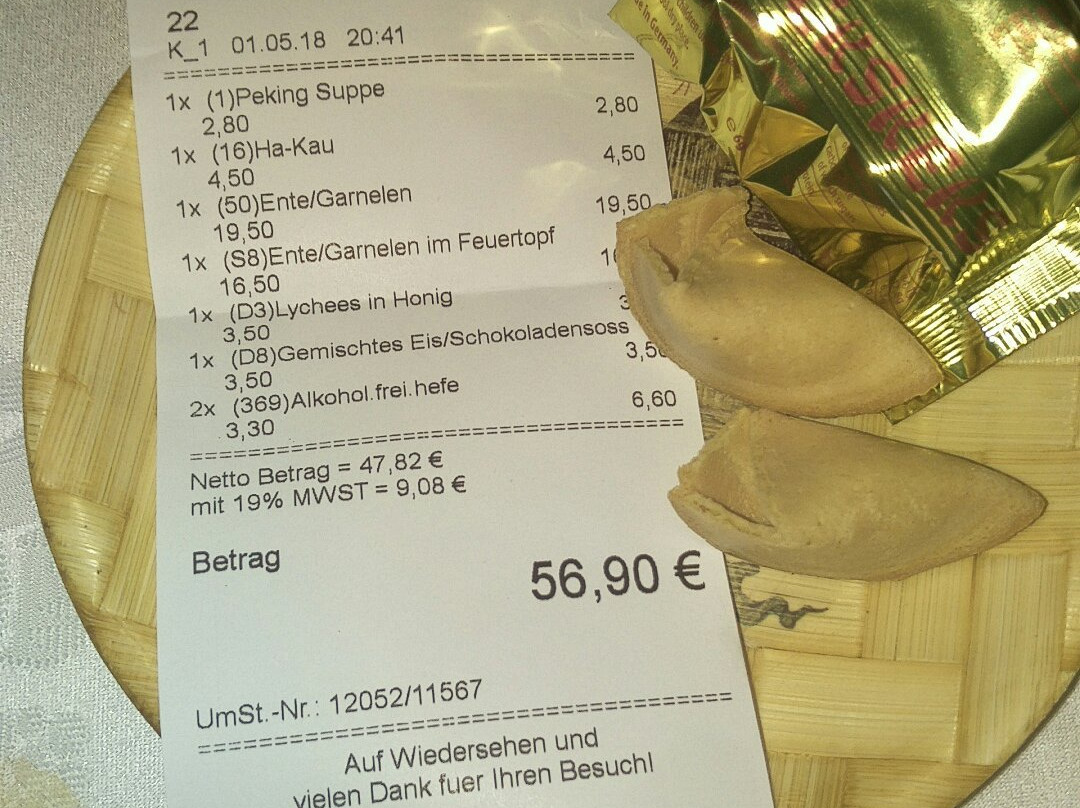 22
K_1 01.05.18 20:41
==========================================
1x (1)Peking Suppe
2,80 2,80
1x (16)Ha-Kau
4,50 4,50
1x (50)Ente/Garnelen
19,50 19,50
1x (S8)Ente/Garnelen im Feuertopf
16,50
1x (D3)Lychees in Honig
3,50
1x (D8)Gemischtes Eis/Schokoladensoss
3,50 3,50
2x (369)Alkohol.frei.hefe
3,30 6,60
==========================================
Netto Betrag = 47,82 €
mit 19% MWST = 9,08 €
Betrag 56,90 €
UmSt.-Nr.: 12052/11567
==========================================
Auf Wiedersehen und
vielen Dank fuer Ihren Besuch!
in Germany